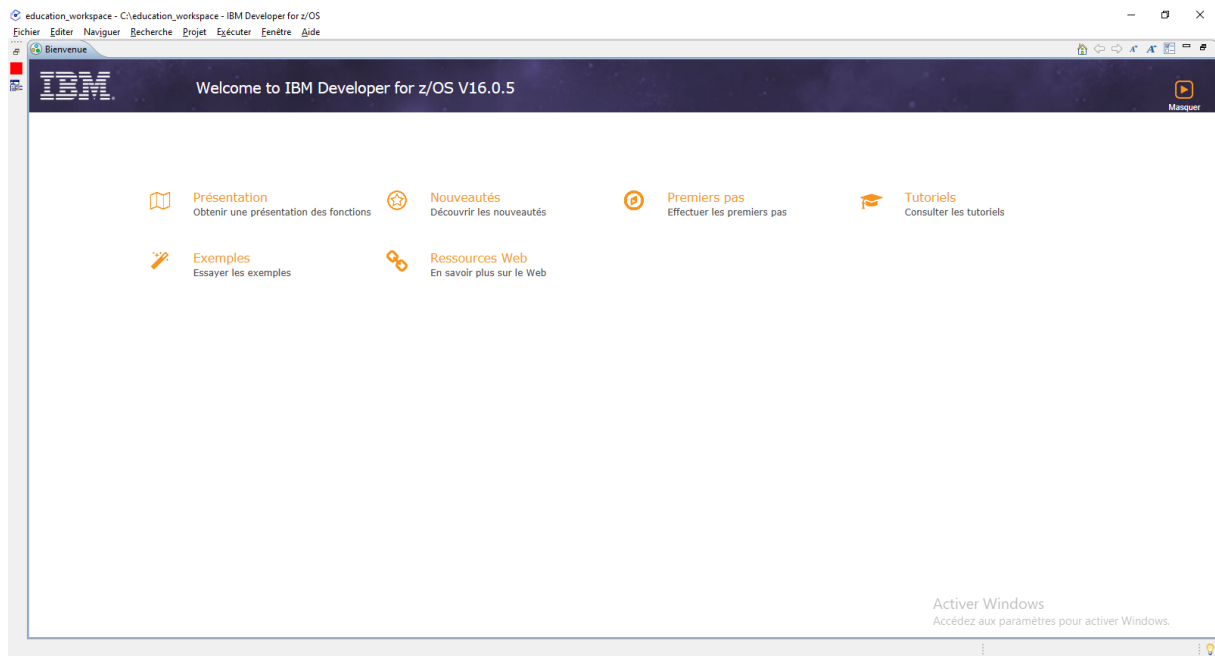 education_workspace - C:\education_workspace - IBM Developer for z/OS
Fichier Editer Naviguer Recherche Projet Exécuter Fenêtre Aide
Bienvenue
IBM
Welcome to IBM Developer for z/OS V16.0.5
Masquer
Présentation
Obtenir une présentation des fonctions
Nouveautés
Découvrir les nouveautés
Premiers pas
Effectuer les premiers pas
Tutoriels
Consulter les tutoriels
Exemples
Essayer les exemples
Ressources Web
En savoir plus sur le Web
Activer Windows
Accédez aux paramètres pour activer Windows.